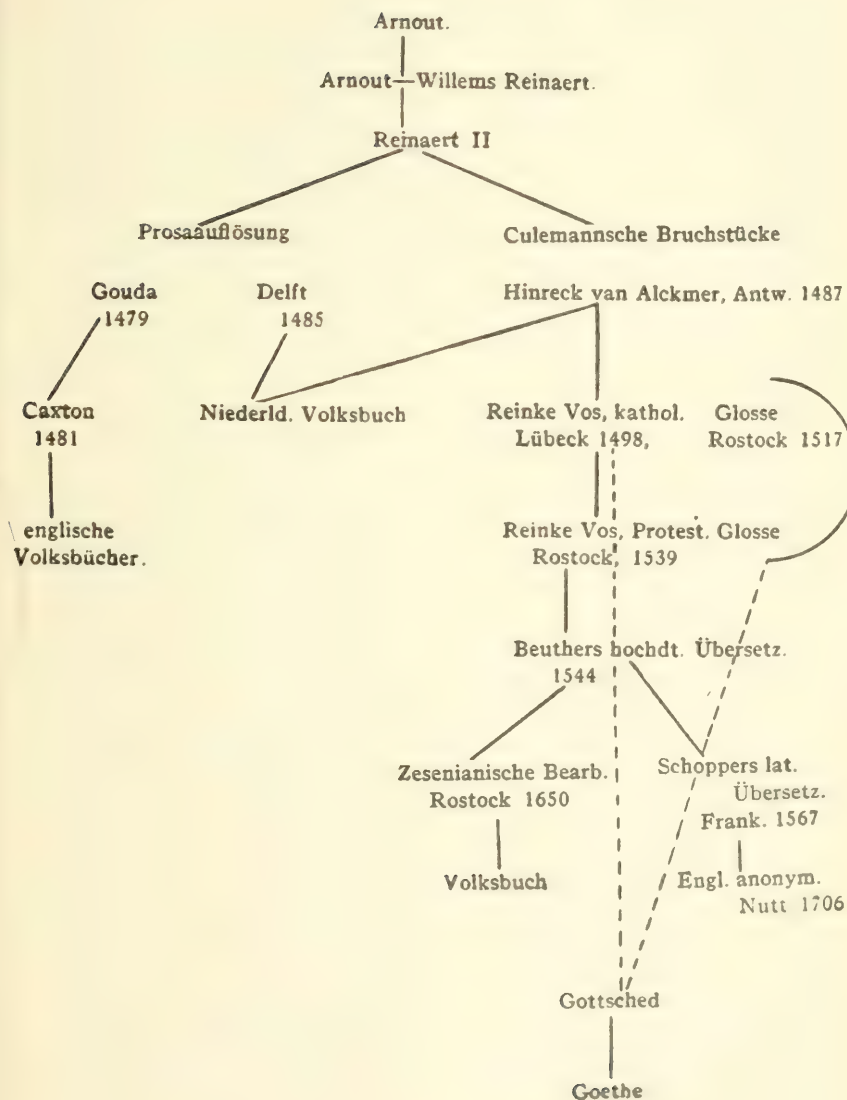 Arnout.
Arnout—Willems Reinaert.
Reinaert II
Prosaauflösung
Culemannsche Bruchstücke
Gouda
1479
Delft
1485
Hinreck van Alckmer, Antw. 1487
Caxton
1481
Niederld. Volksbuch
Reinke Vos, kathol. Glosse
Lübeck 1498, Rostock 1517
englische
Volksbücher.
Reinke Vos, Protest. Glosse
Rostock, 1539
Beuthers hochdt. Übersetz.
1544
Zesenianische Bearb.
Rostock 1650
Schoppers lat.
Übersetz.
Frank. 1567
Volksbuch
Engl. anonym.
Nutt 1706
Gottsched
Goethe